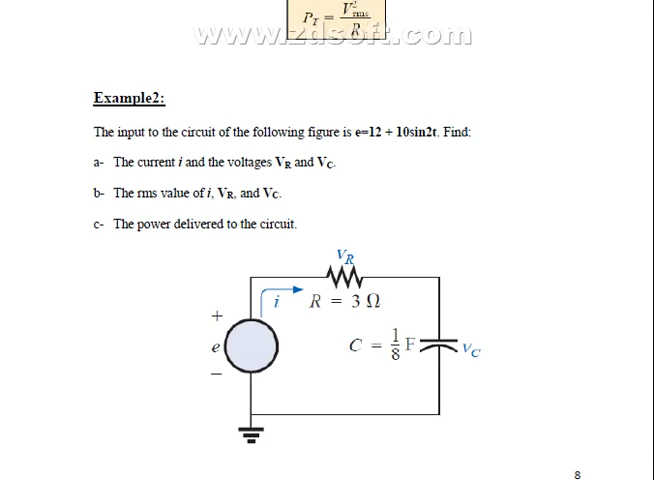 P_T = V²rms / R
www.zdsoft.com
Example2:
The input to the circuit of the following figure is e=12 + 10sin2t. Find:
a- The current i and the voltages VR and VC.
b- The rms value of i, VR, and VC.
c- The power delivered to the circuit.
VR
i
R = 3 Ω
+
e
−
C = 1/8 F
vC
8